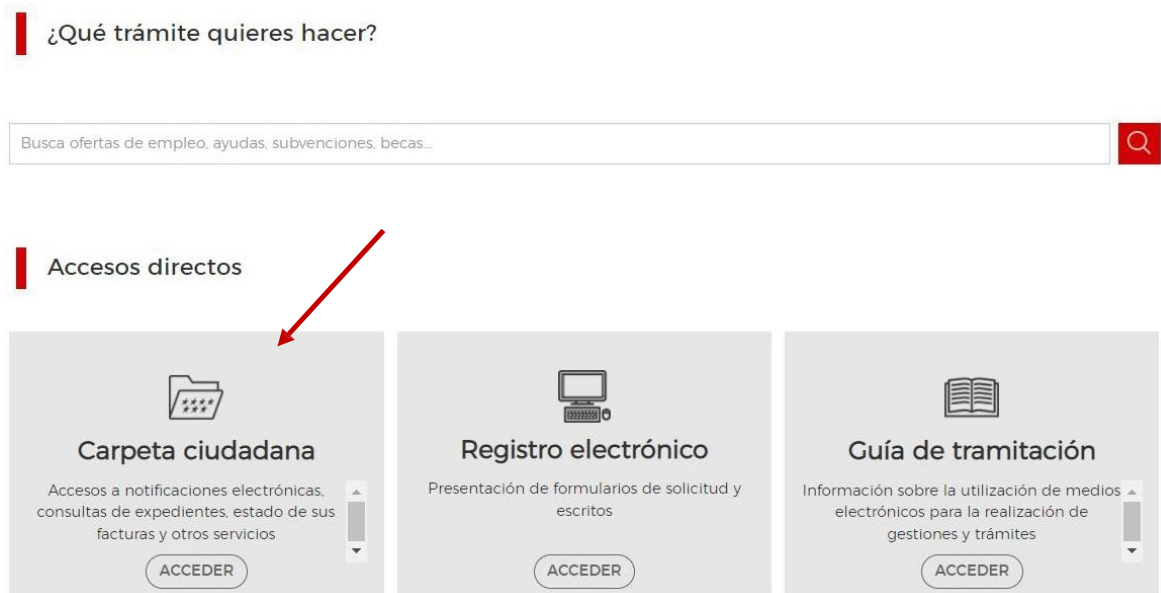 ¿Qué trámite quieres hacer?
Busca ofertas de empleo, ayudas, subvenciones, becas...
Accesos directos
Carpeta ciudadana
Accesos a notificaciones electrónicas,
consultas de expedientes, estado de sus
facturas y otros servicios
ACCEDER
Registro electrónico
Presentación de formularios de solicitud y
escritos
ACCEDER
Guía de tramitación
Información sobre la utilización de medios
electrónicos para la realización de
gestiones y trámites
ACCEDER